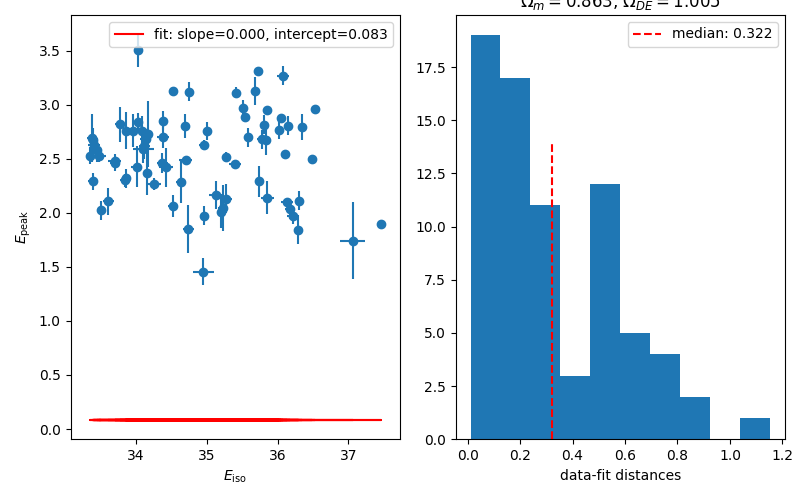 fit: slope=0.000, intercept=0.083
3.5
3.0
2.5
2.0
1.5
1.0
0.5
0.0
E_peak
34 35 36 37
E_iso
Ω_m = 0.863, Ω_DE = 1.005
median: 0.322
17.5
15.0
12.5
10.0
7.5
5.0
2.5
0.0
0.0 0.2 0.4 0.6 0.8 1.0 1.2
data-fit distances